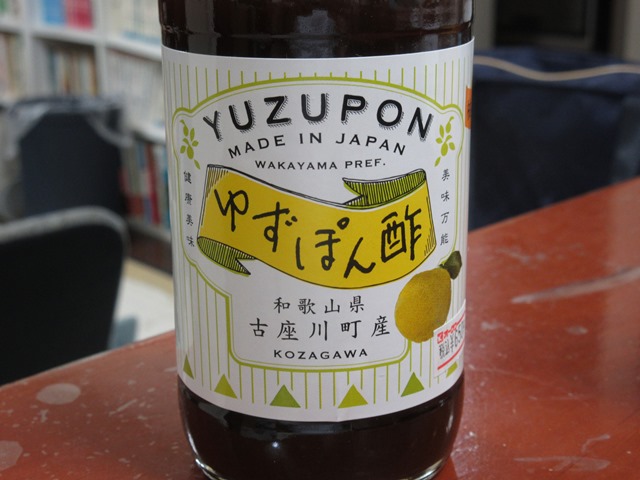 YUZUPON
MADE IN JAPAN
WAKAYAMA PREF.
健康美味
美味万能
ゆずぽん酢
和歌山県
古座川町産
KOZAGAWA